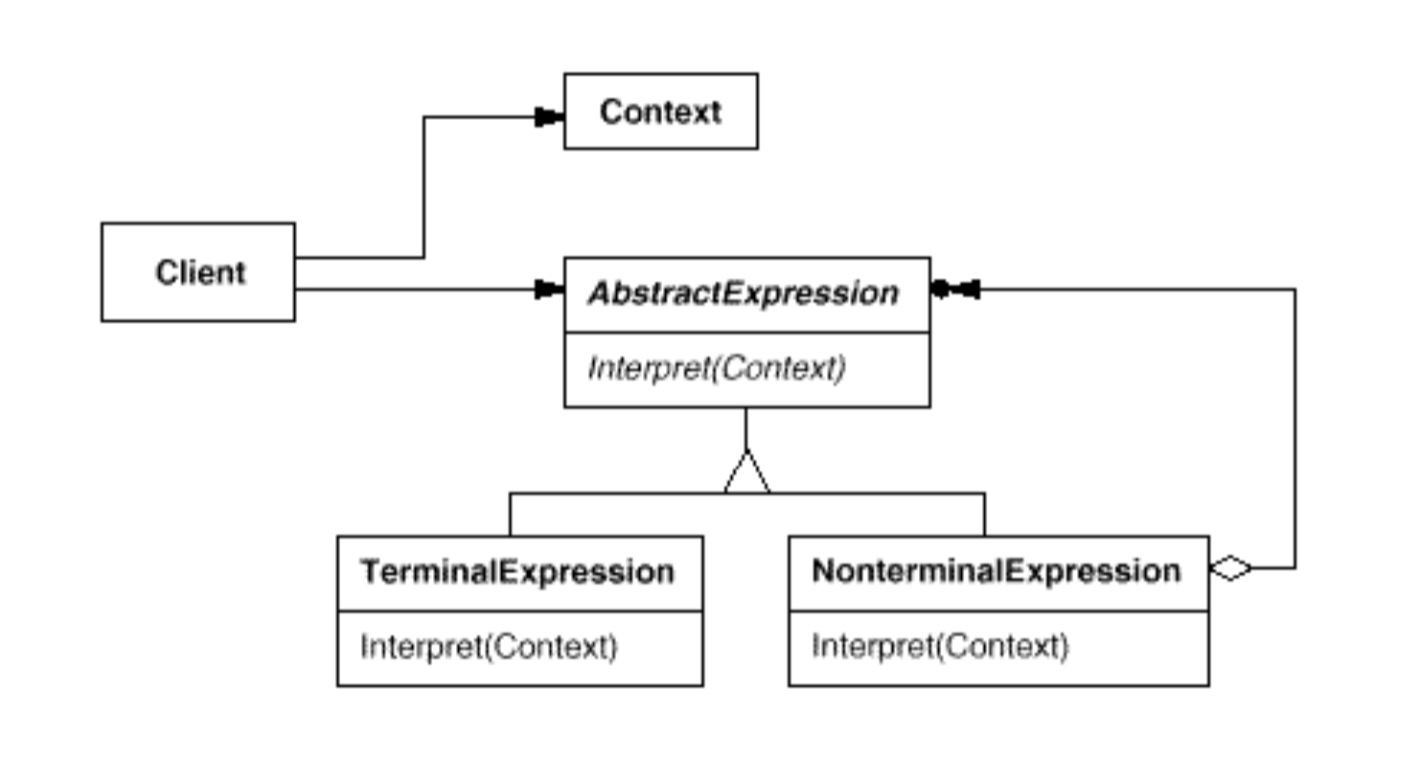 Context
Client
AbstractExpression
Interpret(Context)
TerminalExpression
Interpret(Context)
NonterminalExpression
Interpret(Context)